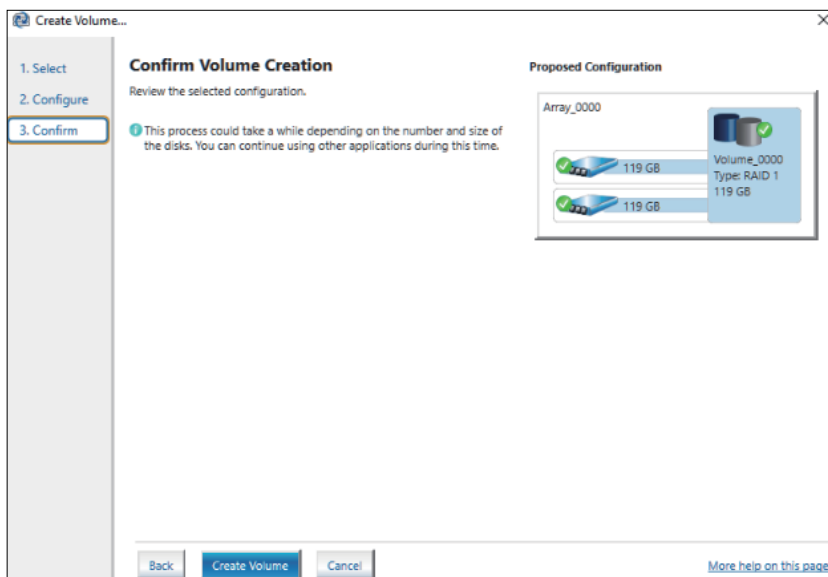 Create Volume...
1. Select
2. Configure
3. Confirm
Confirm Volume Creation
Review the selected configuration.
This process could take a while depending on the number and size of
the disks. You can continue using other applications during this time.
Proposed Configuration
Array_0000
119 GB
119 GB
Volume_0000
Type: RAID 1
119 GB
Back
Create Volume
Cancel
More help on this page